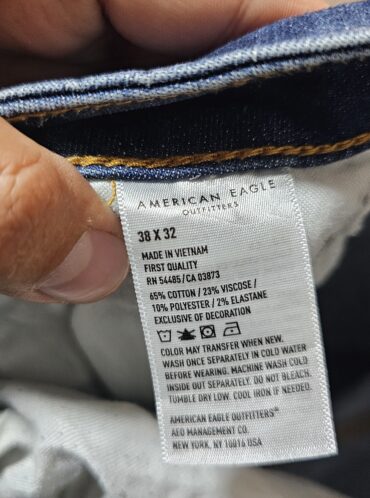 AMERICAN EAGLE
OUTFITTERS
38 X 32
MADE IN VIETNAM
FIRST QUALITY
RN 54485/CA 03873
65% COTTON / 23% VISCOSE /
10% POLYESTER / 2% ELASTANE
EXCLUSIVE OF DECORATION
COLOR MAY TRANSFER WHEN NEW.
WASH ONCE SEPARATELY IN COLD WATER
BEFORE WEARING. MACHINE WASH COLD
INSIDE OUT SEPARATELY. DO NOT BLEACH.
TUMBLE DRY LOW. COOL IRON IF NEEDED.
AMERICAN EAGLE OUTFITTERS®
AEO MANAGEMENT CO.
NEW YORK, NY 10016 USA